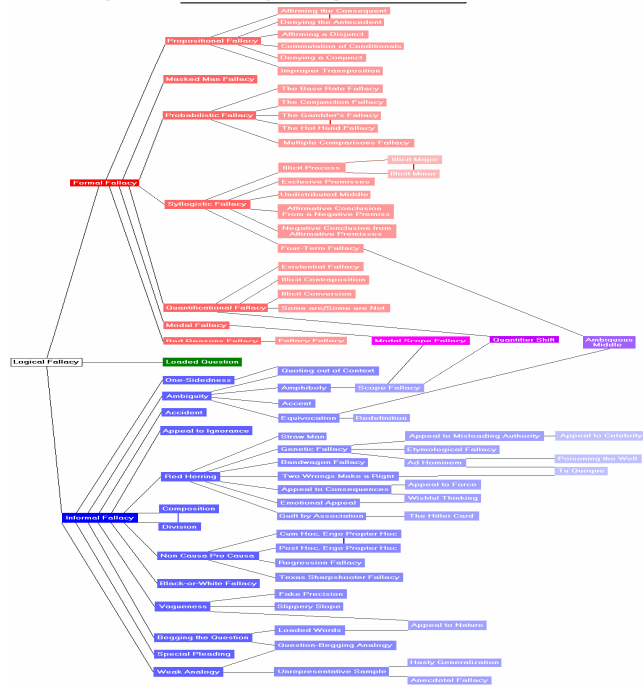 Affirming the Consequent
Denying the Antecedent
Affirming a Disjunct
Propositional Fallacy
Commutation of Conditionals
Denying a Conjunct
Improper Transposition
Masked Man Fallacy
The Base Rate Fallacy
The Conjunction Fallacy
Probabilistic Fallacy
The Gambler's Fallacy
The Hot Hand Fallacy
Multiple Comparisons Fallacy
Illicit Major
Illicit Process
Illicit Minor
Formal Fallacy
Exclusive Premisses
Undistributed Middle
Syllogistic Fallacy
Affirmative Conclusion
From a Negative Premiss
Negative Conclusion from
Affirmative Premisses
Four-Term Fallacy
Existential Fallacy
Illicit Contraposition
Illicit Conversion
Quantificational Fallacy
Some are/Some are Not
Modal Fallacy
Bad Reasons Fallacy
Fallacy Fallacy
Modal Scope Fallacy
Quantifier Shift
Ambiguous
Middle
Logical Fallacy
Loaded Question
Quoting out of Context
One-Sidedness
Amphiboly
Scope Fallacy
Ambiguity
Accent
Accident
Equivocation
Redefinition
Appeal to Ignorance
Straw Man
Appeal to Misleading Authority
Appeal to Celebrity
Genetic Fallacy
Etymological Fallacy
Bandwagon Fallacy
Ad Hominem
Poisoning the Well
Red Herring
Two Wrongs Make a Right
Tu Quoque
Appeal to Consequences
Appeal to Force
Wishful Thinking
Emotional Appeal
Composition
Guilt by Association
The Hitler Card
Informal Fallacy
Division
Cum Hoc, Ergo Propter Hoc
Post Hoc, Ergo Propter Hoc
Non Causa Pro Causa
Regression Fallacy
Texas Sharpshooter Fallacy
Black-or-White Fallacy
Fake Precision
Vagueness
Slippery Slope
Appeal to Nature
Loaded Words
Begging the Question
Question-Begging Analogy
Special Pleading
Hasty Generalization
Weak Analogy
Unrepresentative Sample
Anecdotal Fallacy